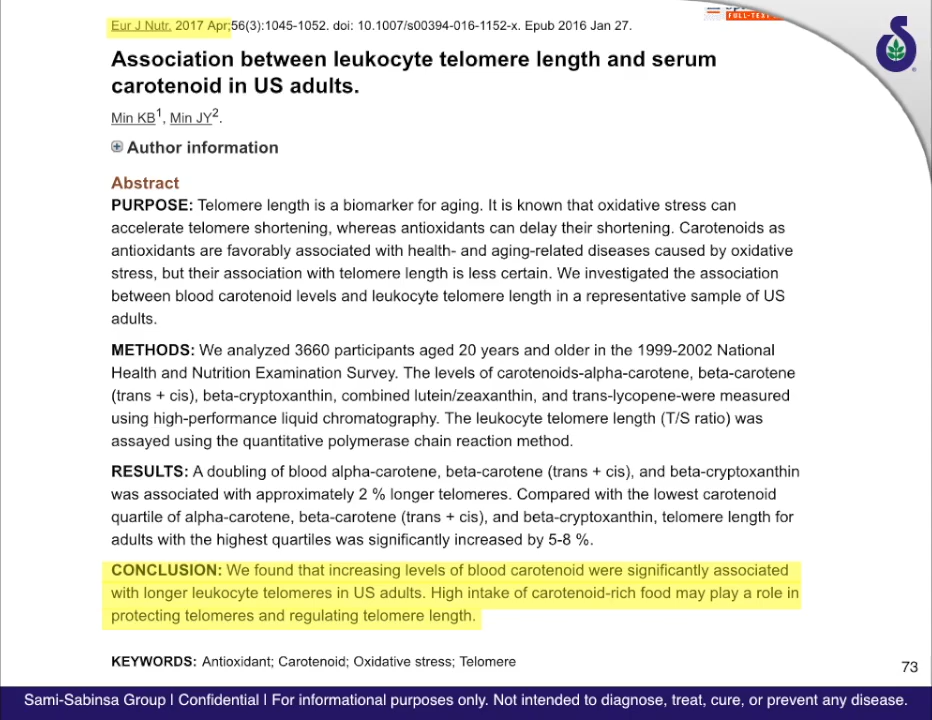 Eur J Nutr. 2017 Apr;56(3):1045-1052. doi: 10.1007/s00394-016-1152-x. Epub 2016 Jan 27.
FULL-TEXT
Association between leukocyte telomere length and serum
carotenoid in US adults.
Min KB1, Min JY2.
Author information
Abstract
PURPOSE: Telomere length is a biomarker for aging. It is known that oxidative stress can
accelerate telomere shortening, whereas antioxidants can delay their shortening. Carotenoids as
antioxidants are favorably associated with health- and aging-related diseases caused by oxidative
stress, but their association with telomere length is less certain. We investigated the association
between blood carotenoid levels and leukocyte telomere length in a representative sample of US
adults.
METHODS: We analyzed 3660 participants aged 20 years and older in the 1999-2002 National
Health and Nutrition Examination Survey. The levels of carotenoids-alpha-carotene, beta-carotene
(trans + cis), beta-cryptoxanthin, combined lutein/zeaxanthin, and trans-lycopene-were measured
using high-performance liquid chromatography. The leukocyte telomere length (T/S ratio) was
assayed using the quantitative polymerase chain reaction method.
RESULTS: A doubling of blood alpha-carotene, beta-carotene (trans + cis), and beta-cryptoxanthin
was associated with approximately 2 % longer telomeres. Compared with the lowest carotenoid
quartile of alpha-carotene, beta-carotene (trans + cis), and beta-cryptoxanthin, telomere length for
adults with the highest quartiles was significantly increased by 5-8 %.
CONCLUSION: We found that increasing levels of blood carotenoid were significantly associated
with longer leukocyte telomeres in US adults. High intake of carotenoid-rich food may play a role in
protecting telomeres and regulating telomere length.
KEYWORDS: Antioxidant; Carotenoid; Oxidative stress; Telomere
73
Sami-Sabinsa Group | Confidential | For informational purposes only. Not intended to diagnose, treat, cure, or prevent any disease.